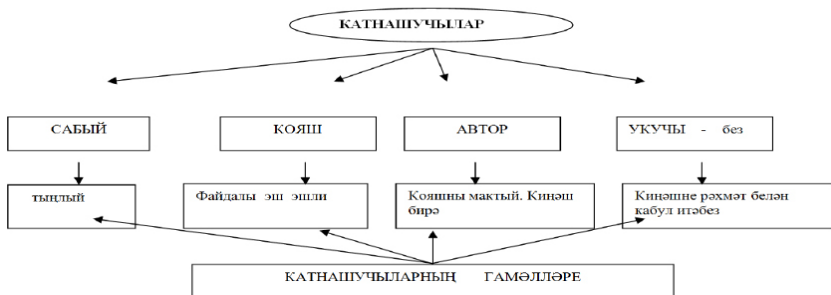 КАТНАШУЧЫЛАР
САБЫЙ
КОЯШ
АВТОР
УКУЧЫ - без
тыңлый
Файдалы эш эшли
Кояшны мактый. Киңәш
бирә
Киңәшне рәхмәт белән
кабул итәбез
КАТНАШУЧЫЛАРНЫҢ ГАМӘЛЛӘРЕ